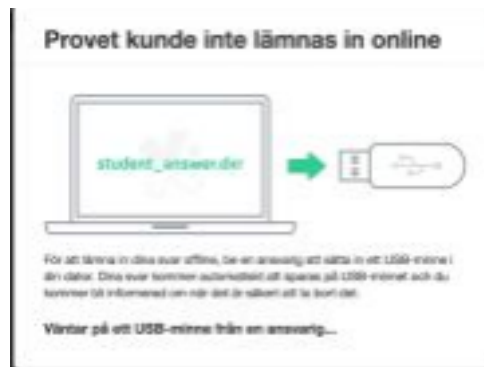 Provet kunde inte lämnas in online
student_answer.der
För att lämna in dina svar offline, be en ansvarig att sätta in ett USB-minne i
din dator. Dina svar kommer automatiskt att sparas på USB-minnet och du
kommer bli informerad om när det är säkert att ta bort det.
Väntar på ett USB-minne från en ansvarig...